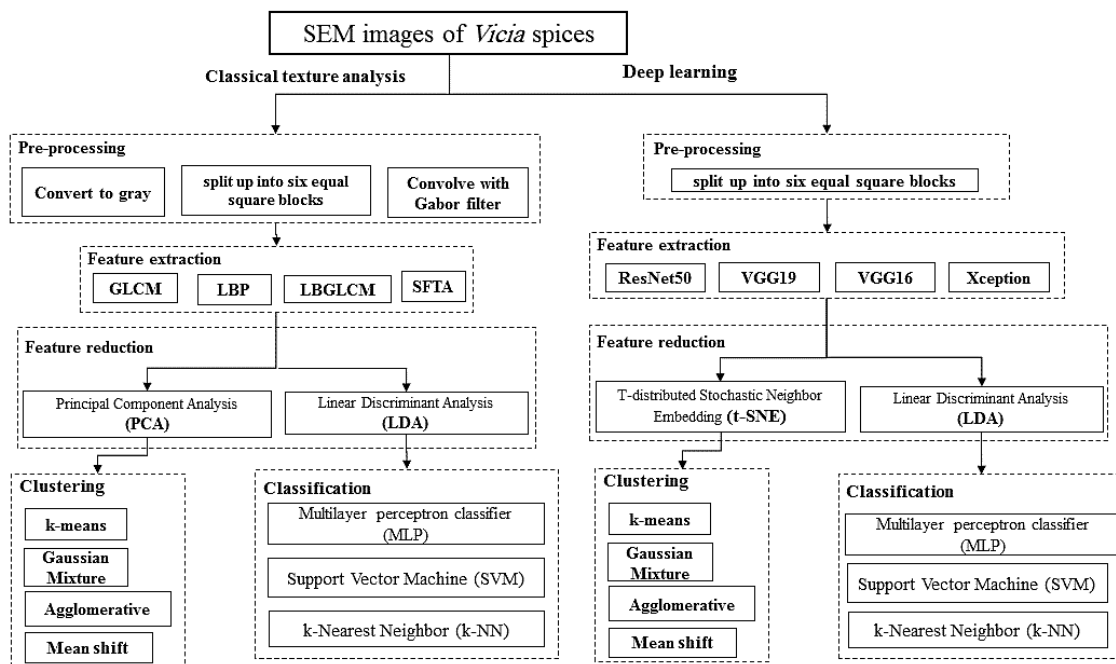 SEM images of Vicia spices
Classical texture analysis
Deep learning
Pre-processing
Convert to gray
split up into six equal
square blocks
Convolve with
Gabor filter
Feature extraction
GLCM
LBP
LBGLCM
SFTA
Feature reduction
Principal Component Analysis
(PCA)
Linear Discriminant Analysis
(LDA)
Clustering
k-means
Gaussian
Mixture
Agglomerative
Mean shift
Classification
Multilayer perceptron classifier
(MLP)
Support Vector Machine (SVM)
k-Nearest Neighbor (k-NN)
Pre-processing
split up into six equal square blocks
Feature extraction
ResNet50
VGG19
VGG16
Xception
Feature reduction
T-distributed Stochastic Neighbor
Embedding (t-SNE)
Linear Discriminant Analysis
(LDA)
Clustering
k-means
Gaussian
Mixture
Agglomerative
Mean shift
Classification
Multilayer perceptron classifier
(MLP)
Support Vector Machine (SVM)
k-Nearest Neighbor (k-NN)